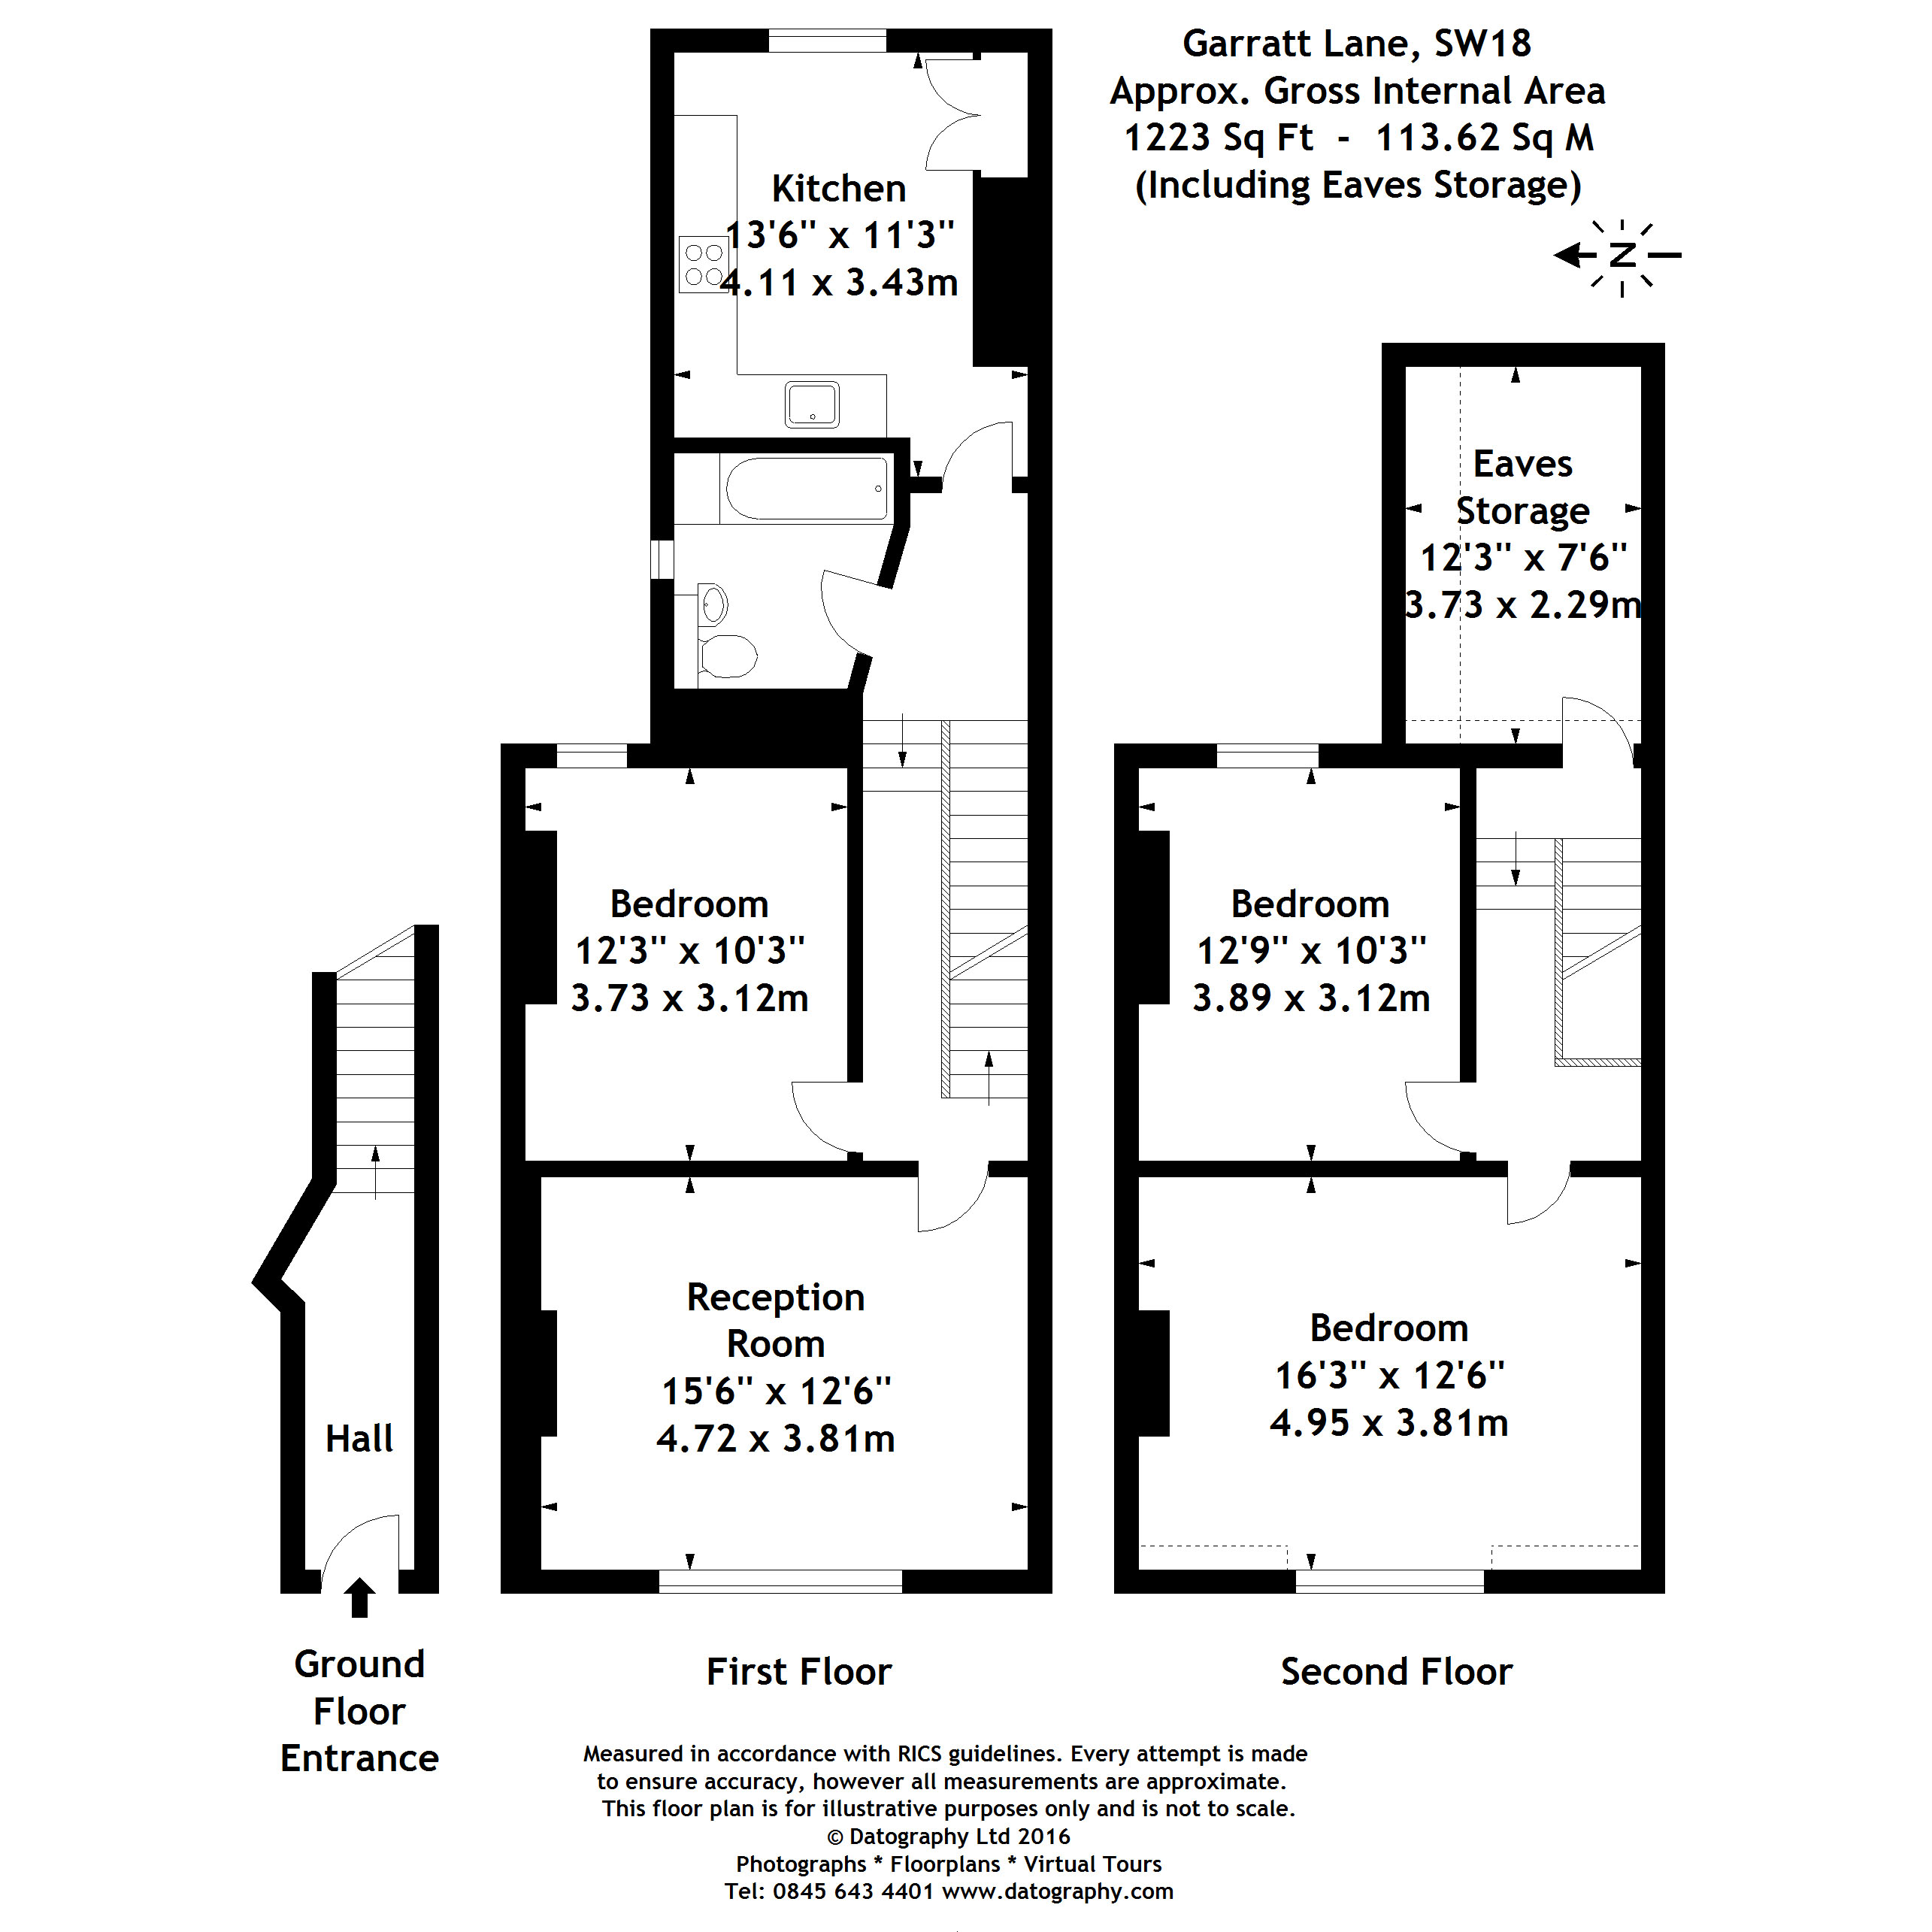 Garratt Lane, SW18
Approx. Gross Internal Area
1223 Sq Ft - 113.62 Sq M
(Including Eaves Storage)
N
Kitchen
13'6" x 11'3"
4.11 x 3.43m
Eaves
Storage
12'3" x 7'6"
3.73 x 2.29m
Bedroom
12'3" x 10'3"
3.73 x 3.12m
Bedroom
12'9" x 10'3"
3.89 x 3.12m
Reception
Room
15'6" x 12'6"
4.72 x 3.81m
Bedroom
16'3" x 12'6"
4.95 x 3.81m
Hall
Ground
Floor
Entrance
First Floor
Second Floor
Measured in accordance with RICS guidelines. Every attempt is made
to ensure accuracy, however all measurements are approximate.
This floor plan is for illustrative purposes only and is not to scale.
© Datography Ltd 2016
Photographs * Floorplans * Virtual Tours
Tel: 0845 643 4401 www.datography.com